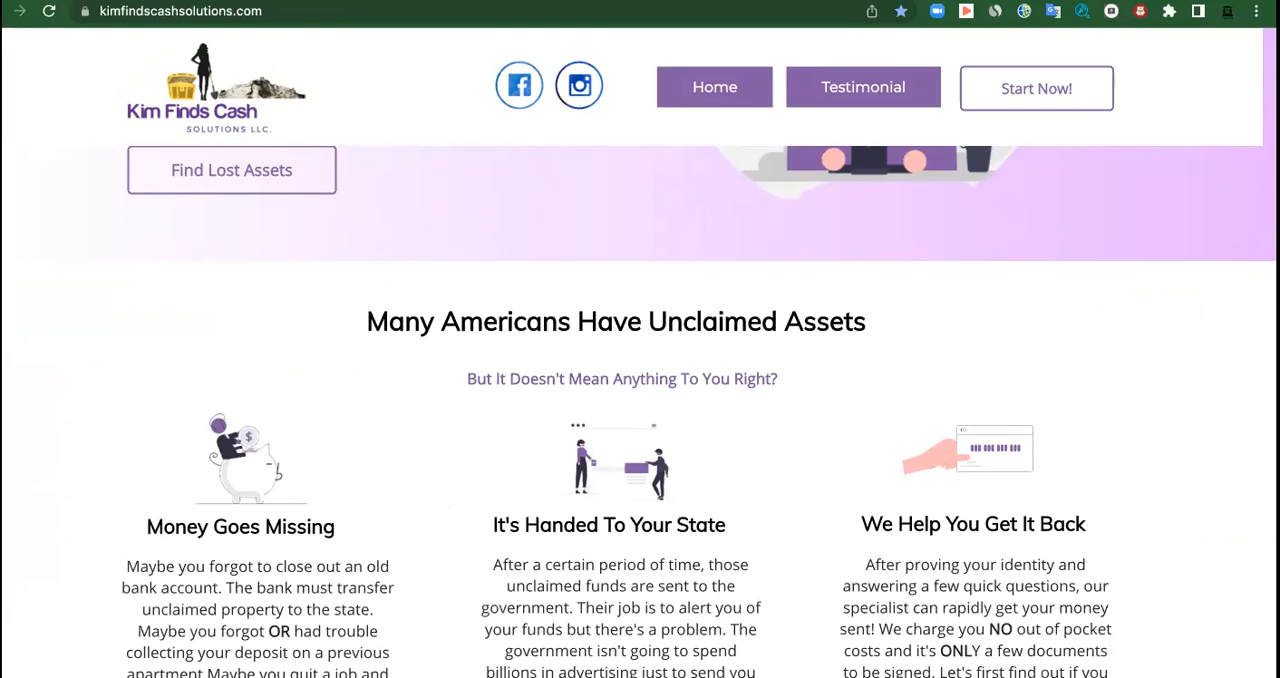 kimfindscashsolutions.com
Kim Finds Cash
SOLUTIONS LLC.
Home
Testimonial
Start Now!
Find Lost Assets
Many Americans Have Unclaimed Assets
But It Doesn't Mean Anything To You Right?
Money Goes Missing
Maybe you forgot to close out an old
bank account. The bank must transfer
unclaimed property to the state.
Maybe you forgot OR had trouble
collecting your deposit on a previous
apartment Maybe you quit a job and
It's Handed To Your State
After a certain period of time, those
unclaimed funds are sent to the
government. Their job is to alert you of
your funds but there's a problem. The
government isn't going to spend
billions in advertising just to send you
We Help You Get It Back
After proving your identity and
answering a few quick questions, our
specialist can rapidly get your money
sent! We charge you NO out of pocket
costs and it's ONLY a few documents
to be signed. Let's first find out if you